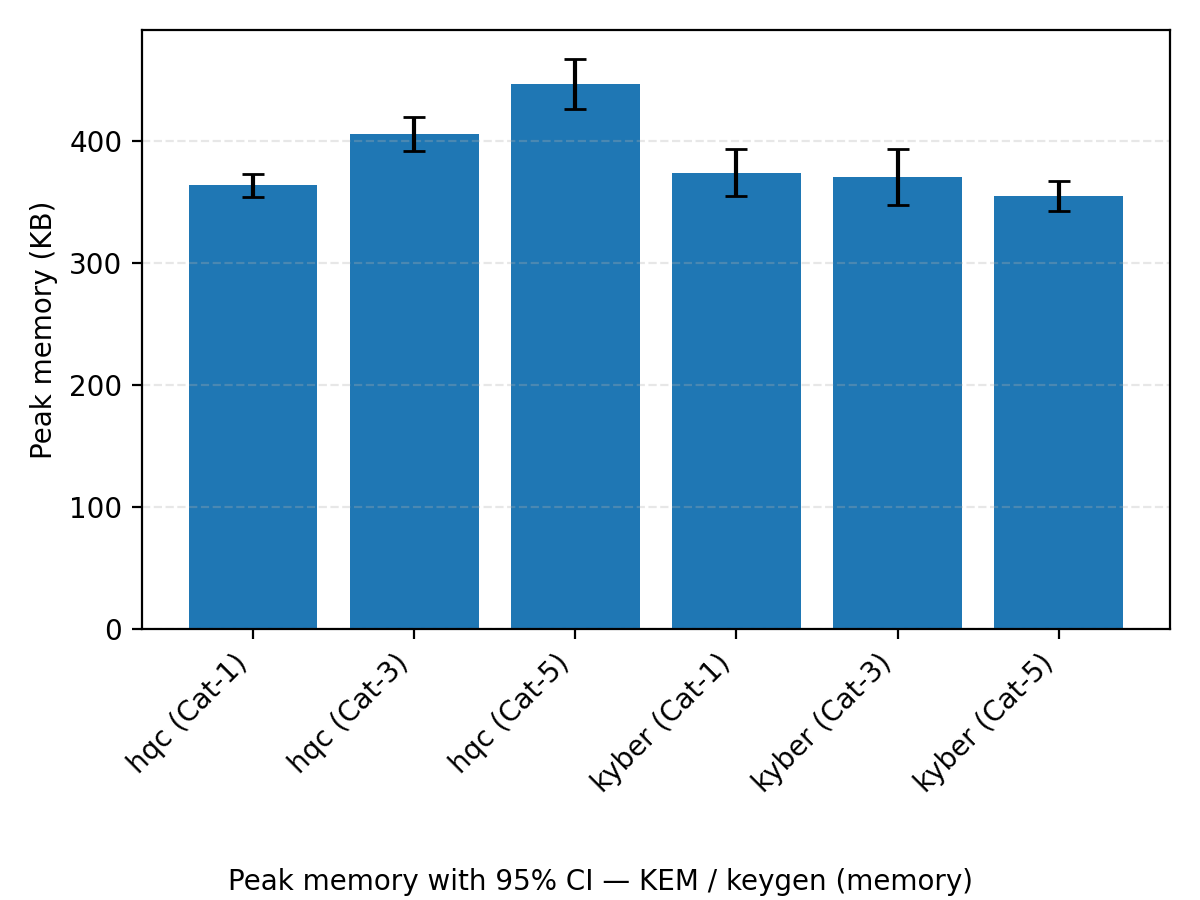 Peak memory (KB)
400
300
200
100
0
hqc (Cat-1)
hqc (Cat-3)
hqc (Cat-5)
kyber (Cat-1)
kyber (Cat-3)
kyber (Cat-5)
Peak memory with 95% CI — KEM / keygen (memory)